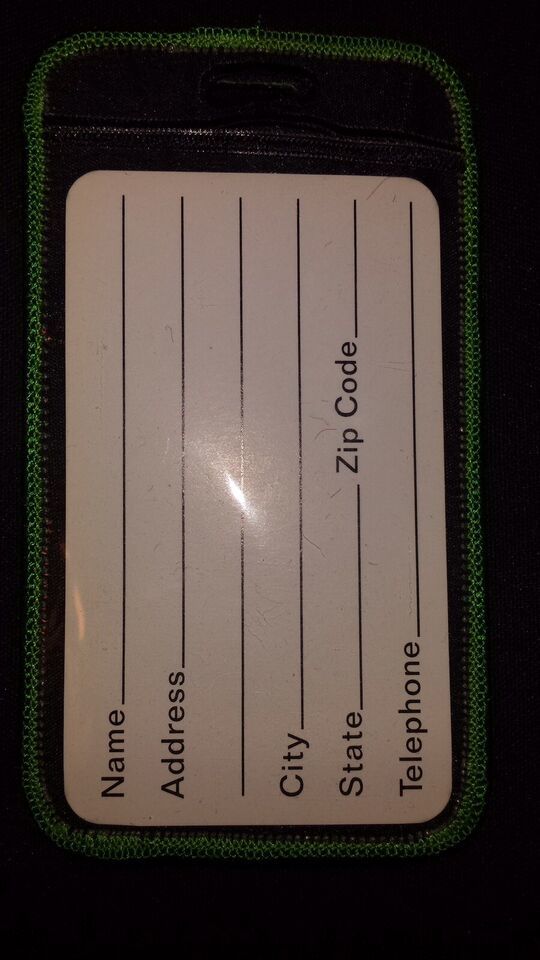 Name
Address
City
State Zip Code
Telephone